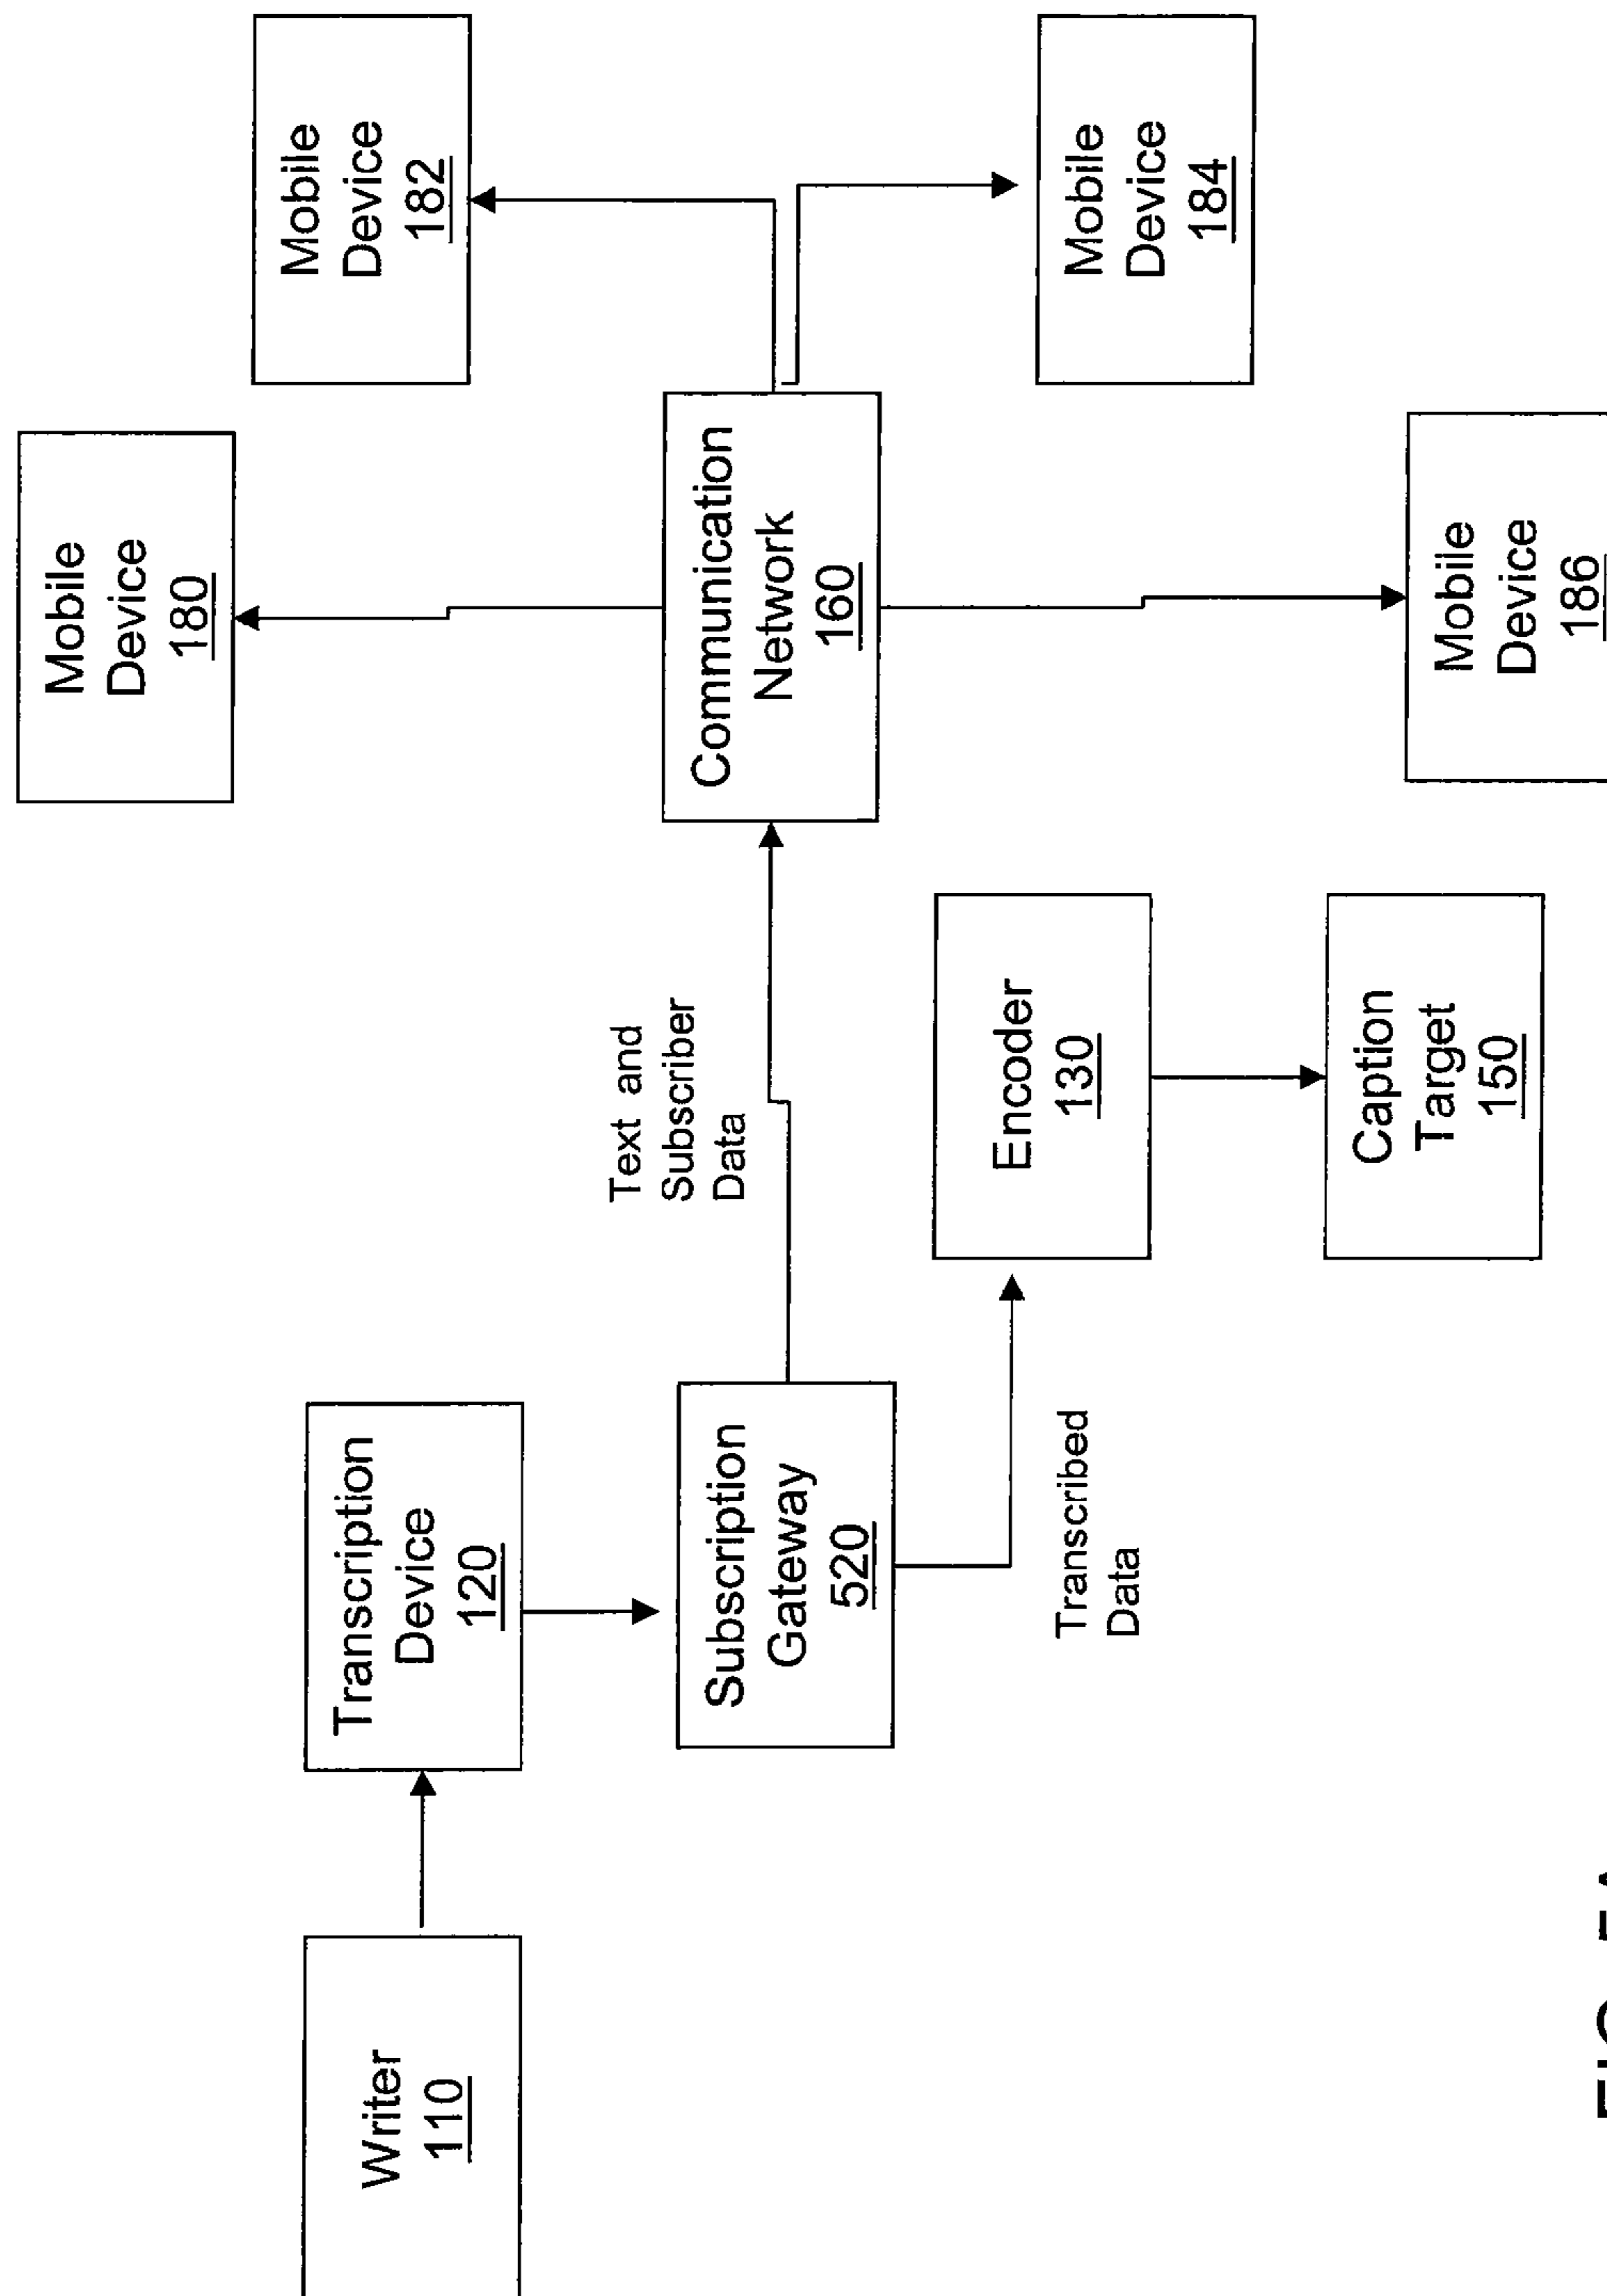 Writer
110
Transcription
Device
120
Subscription
Gateway
520
Text and
Subscriber
Data
Transcribed
Data
Encoder
130
Caption
Target
150
Communication
Network
160
Mobile
Device
180
Mobile
Device
182
Mobile
Device
184
Mobile
Device
186